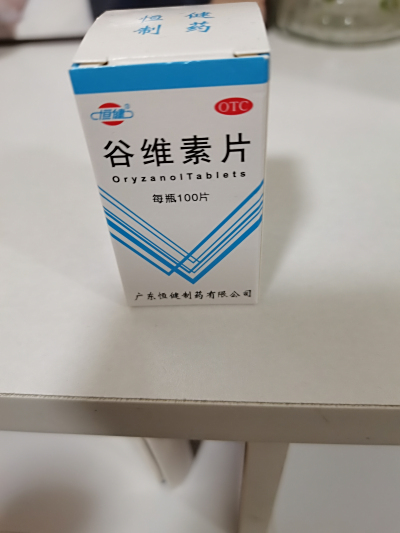 恒健
制药
恒健
OTC
谷维素片
OryzanolTablets
每瓶100片
广东恒健制药有限公司